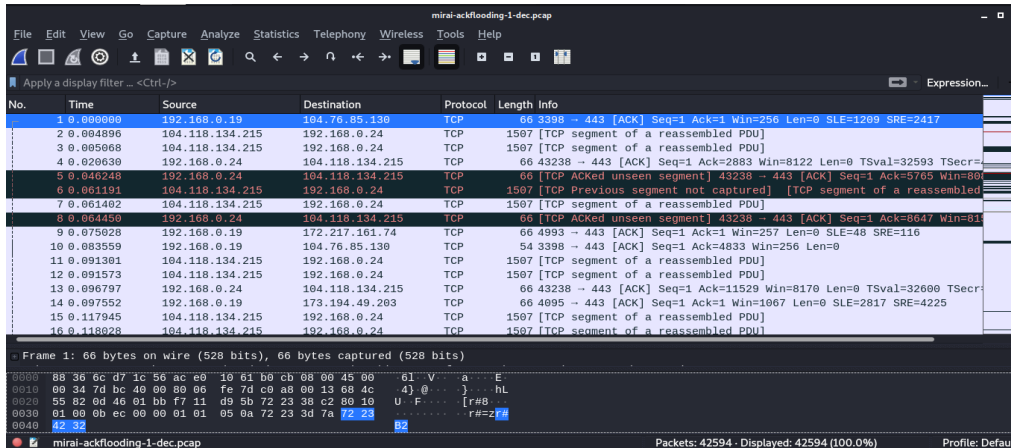 mirai-ackflooding-1-dec.pcap
File Edit View Go Capture Analyze Statistics Telephony Wireless Tools Help
Apply a display filter … <Ctrl-/>
Expression…
No. Time Source Destination Protocol Length Info
1 0.000000 192.168.0.19 104.76.85.130 TCP 66 3398 → 443 [ACK] Seq=1 Ack=1 Win=256 Len=0 SLE=1209 SRE=2417
2 0.004896 104.118.134.215 192.168.0.24 TCP 1507 [TCP segment of a reassembled PDU]
3 0.005068 104.118.134.215 192.168.0.24 TCP 1507 [TCP segment of a reassembled PDU]
4 0.020630 192.168.0.24 104.118.134.215 TCP 66 43238 → 443 [ACK] Seq=1 Ack=2883 Win=8122 Len=0 TSval=32593 TSecr=
5 0.046248 192.168.0.24 104.118.134.215 TCP 66 [TCP ACKed unseen segment] 43238 → 443 [ACK] Seq=1 Ack=5765 Win=80
6 0.061191 104.118.134.215 192.168.0.24 TCP 1507 [TCP Previous segment not captured] [TCP segment of a reassembled
7 0.061402 104.118.134.215 192.168.0.24 TCP 1507 [TCP segment of a reassembled PDU]
8 0.064450 192.168.0.24 104.118.134.215 TCP 66 [TCP ACKed unseen segment] 43238 → 443 [ACK] Seq=1 Ack=8647 Win=81
9 0.075028 192.168.0.19 172.217.161.74 TCP 66 4993 → 443 [ACK] Seq=1 Ack=1 Win=257 Len=0 SLE=48 SRE=116
10 0.083559 192.168.0.19 104.76.85.130 TCP 54 3398 → 443 [ACK] Seq=1 Ack=4833 Win=256 Len=0
11 0.091301 104.118.134.215 192.168.0.24 TCP 1507 [TCP segment of a reassembled PDU]
12 0.091573 104.118.134.215 192.168.0.24 TCP 1507 [TCP segment of a reassembled PDU]
13 0.096797 192.168.0.24 104.118.134.215 TCP 66 43238 → 443 [ACK] Seq=1 Ack=11529 Win=8170 Len=0 TSval=32600 TSecr
14 0.097552 192.168.0.19 173.194.49.203 TCP 66 4095 → 443 [ACK] Seq=1 Ack=1 Win=1067 Len=0 SLE=2817 SRE=4225
15 0.117945 104.118.134.215 192.168.0.24 TCP 1507 [TCP segment of a reassembled PDU]
16 0.118028 104.118.134.215 192.168.0.24 TCP 1507 [TCP segment of a reassembled PDU]
Frame 1: 66 bytes on wire (528 bits), 66 bytes captured (528 bits)
0000 88 36 6c d7 1c 56 ac e0 10 61 b0 cb 08 00 45 00 ·6l··V·· ·a····E·
0010 00 34 7d bc 40 00 80 06 fe 7d c0 a8 00 13 68 4c ·4}·@··· ·}····hL
0020 55 82 0d 46 01 bb f7 11 d9 5b 72 23 38 c2 80 10 U··F···· ·[r#8···
0030 01 00 0b ec 00 00 01 01 05 0a 72 23 3d 7a 72 23 ········ ··r#=zr#
0040 42 32 B2
mirai-ackflooding-1-dec.pcap
Packets: 42594 · Displayed: 42594 (100.0%)
Profile: Defau